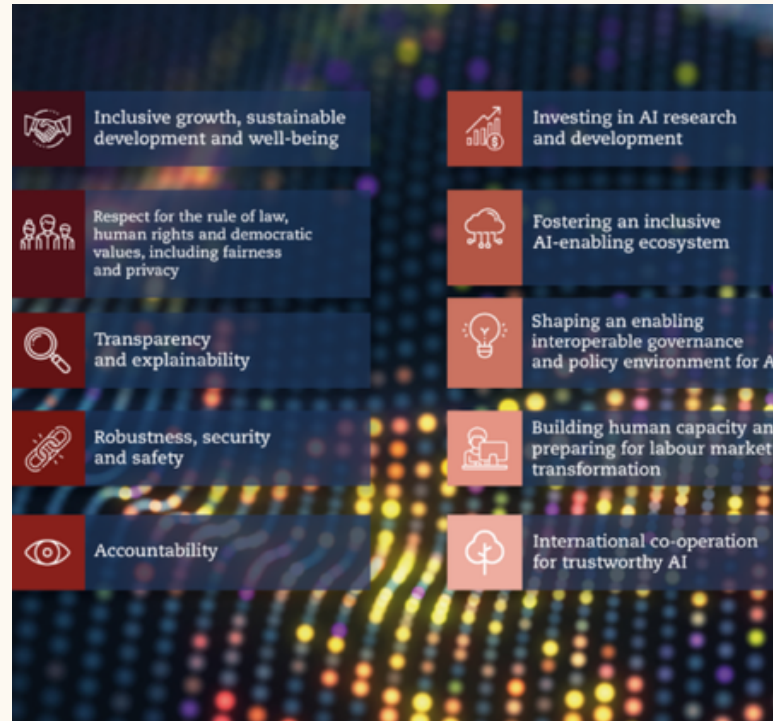 Inclusive growth, sustainable
development and well-being
Respect for the rule of law,
human rights and democratic
values, including fairness
and privacy
Transparency
and explainability
Robustness, security
and safety
Accountability
Investing in AI research
and development
Fostering an inclusive
AI-enabling ecosystem
Shaping an enabling
interoperable governance
and policy environment for A
Building human capacity an
preparing for labour market
transformation
International co-operation
for trustworthy AI